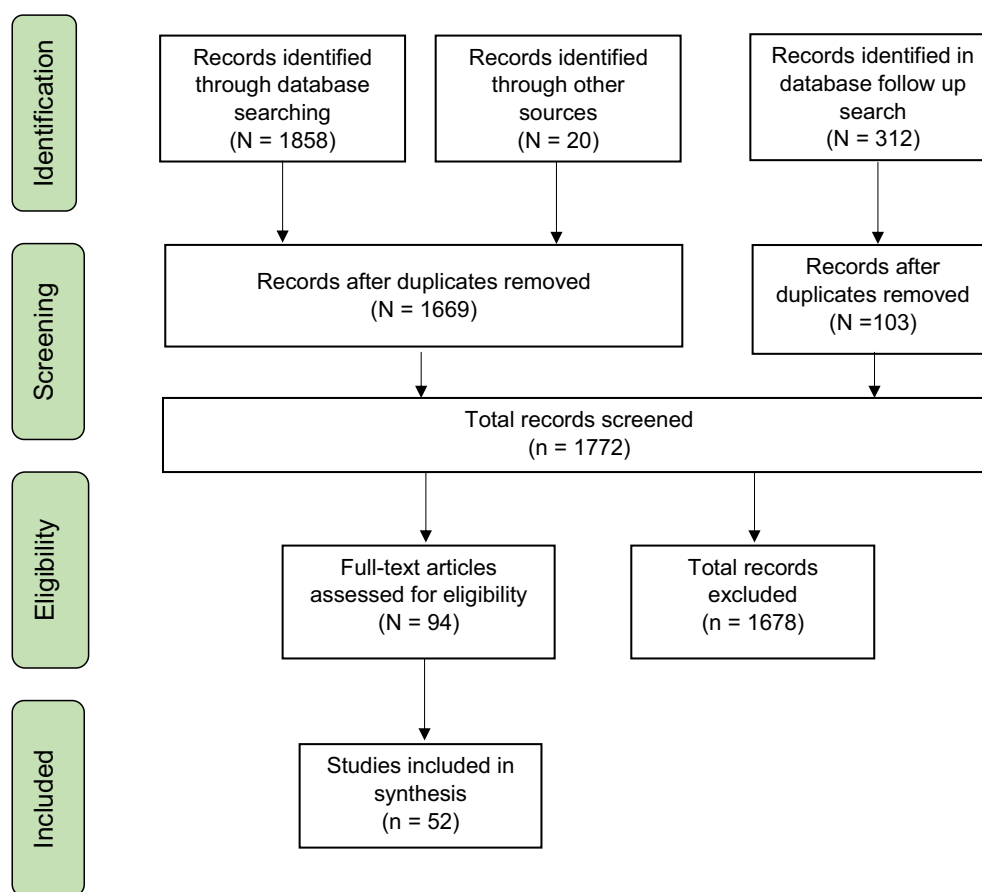 Identification
Records identified
through database
searching
(N = 1858)
Records identified
through other
sources
(N = 20)
Records identified in
database follow up
search
(N = 312)
Screening
Records after duplicates removed
(N = 1669)
Records after
duplicates removed
(N =103)
Total records screened
(n = 1772)
Eligibility
Full-text articles
assessed for eligibility
(N = 94)
Total records
excluded
(n = 1678)
Included
Studies included in
synthesis
(n = 52)